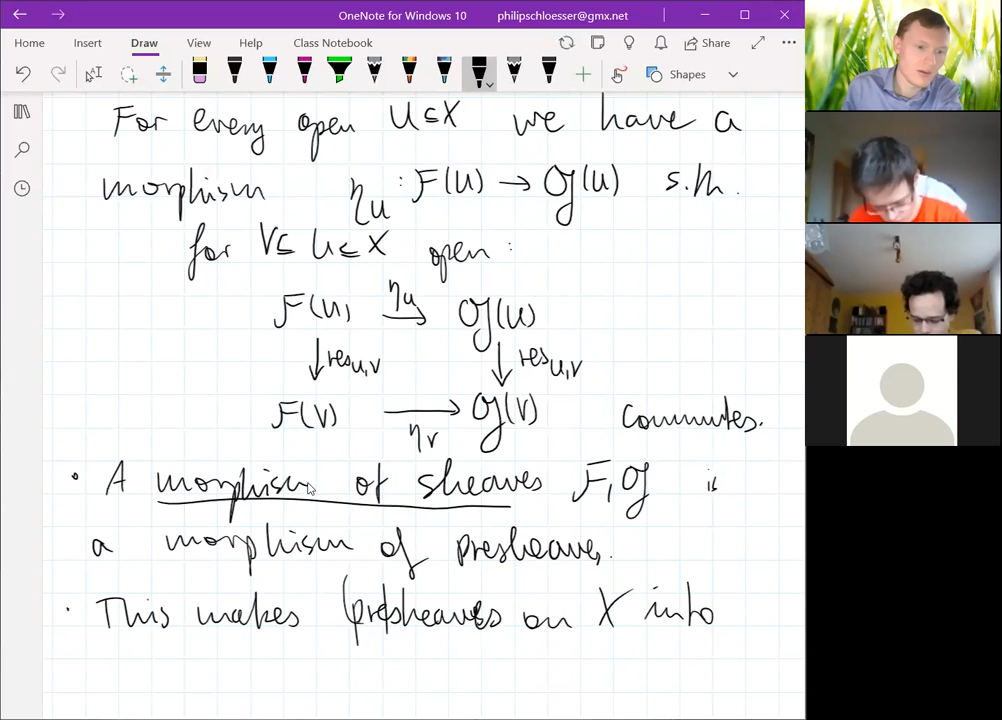 OneNote for Windows 10 philipschloesser@gmx.net
Home Insert Draw View Help Class Notebook Share
Shapes
For every open U⊆X we have a
morphism η_U : F(U) → G(U) s.th.
for V⊆ U⊆X open :
F(U) η_U → G(U)
↓ res_U,V ↓ res_U,V
F(V) → η_V G(V) commutes.
• A morphism of sheaves F, G is
a morphism of presheaves.
• This makes (pre)sheaves on X into